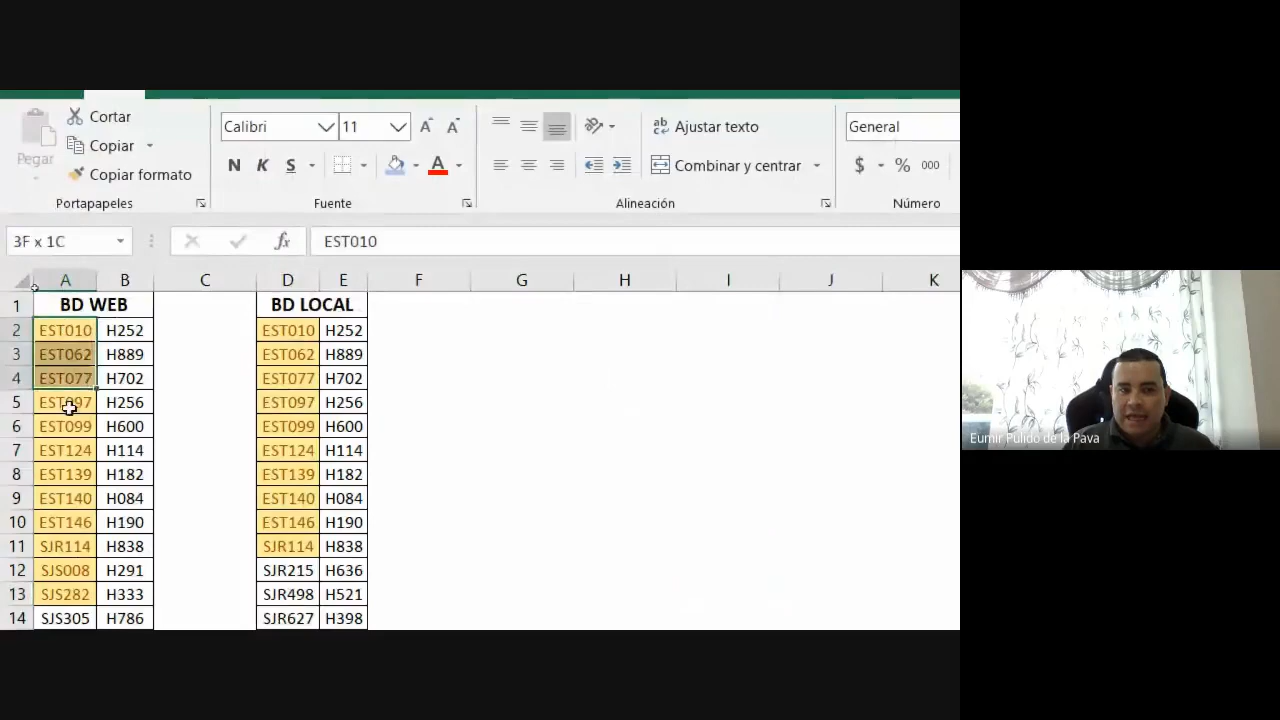 Cortar
Copiar
Copiar formato
Pegar
Portapapeles
Calibri 11
N K S
Fuente
Ajustar texto
Combinar y centrar
Alineación
General
$ % 000
Número
3F x 1C fx EST010
A B C D E F G H I J K
1 BD WEB BD LOCAL
2 EST010 H252 EST010 H252
3 EST062 H889 EST062 H889
4 EST077 H702 EST077 H702
5 EST097 H256 EST097 H256
6 EST099 H600 EST099 H600
7 EST124 H114 EST124 H114
8 EST139 H182 EST139 H182
9 EST140 H084 EST140 H084
10 EST146 H190 EST146 H190
11 SJR114 H838 SJR114 H838
12 SJS008 H291 SJR215 H636
13 SJS282 H333 SJR498 H521
14 SJS305 H786 SJR627 H398
Eumir Pulido de la Pava